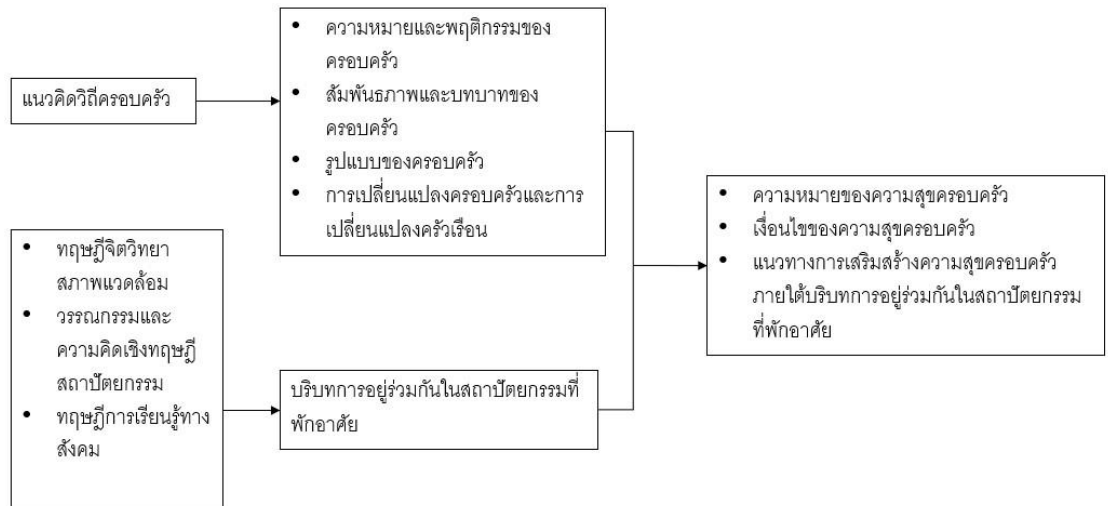 แนวคิดวิถีครอบครัว
• ความหมายและพฤติกรรมของ
ครอบครัว
• สัมพันธภาพและบทบาทของ
ครอบครัว
• รูปแบบของครอบครัว
• การเปลี่ยนแปลงครอบครัวและการ
เปลี่ยนแปลงครัวเรือน
• ทฤษฎีจิตวิทยา
สภาพแวดล้อม
• วรรณกรรมและ
ความคิดเชิงทฤษฎี
สถาปัตยกรรม
• ทฤษฎีการเรียนรู้ทาง
สังคม
บริบทการอยู่ร่วมกันในสถาปัตยกรรมที่
พักอาศัย
• ความหมายของความสุขครอบครัว
• เงื่อนไขของความสุขครอบครัว
• แนวทางการเสริมสร้างความสุขครอบครัว
ภายใต้บริบทการอยู่ร่วมกันในสถาปัตยกรรม
ที่พักอาศัย